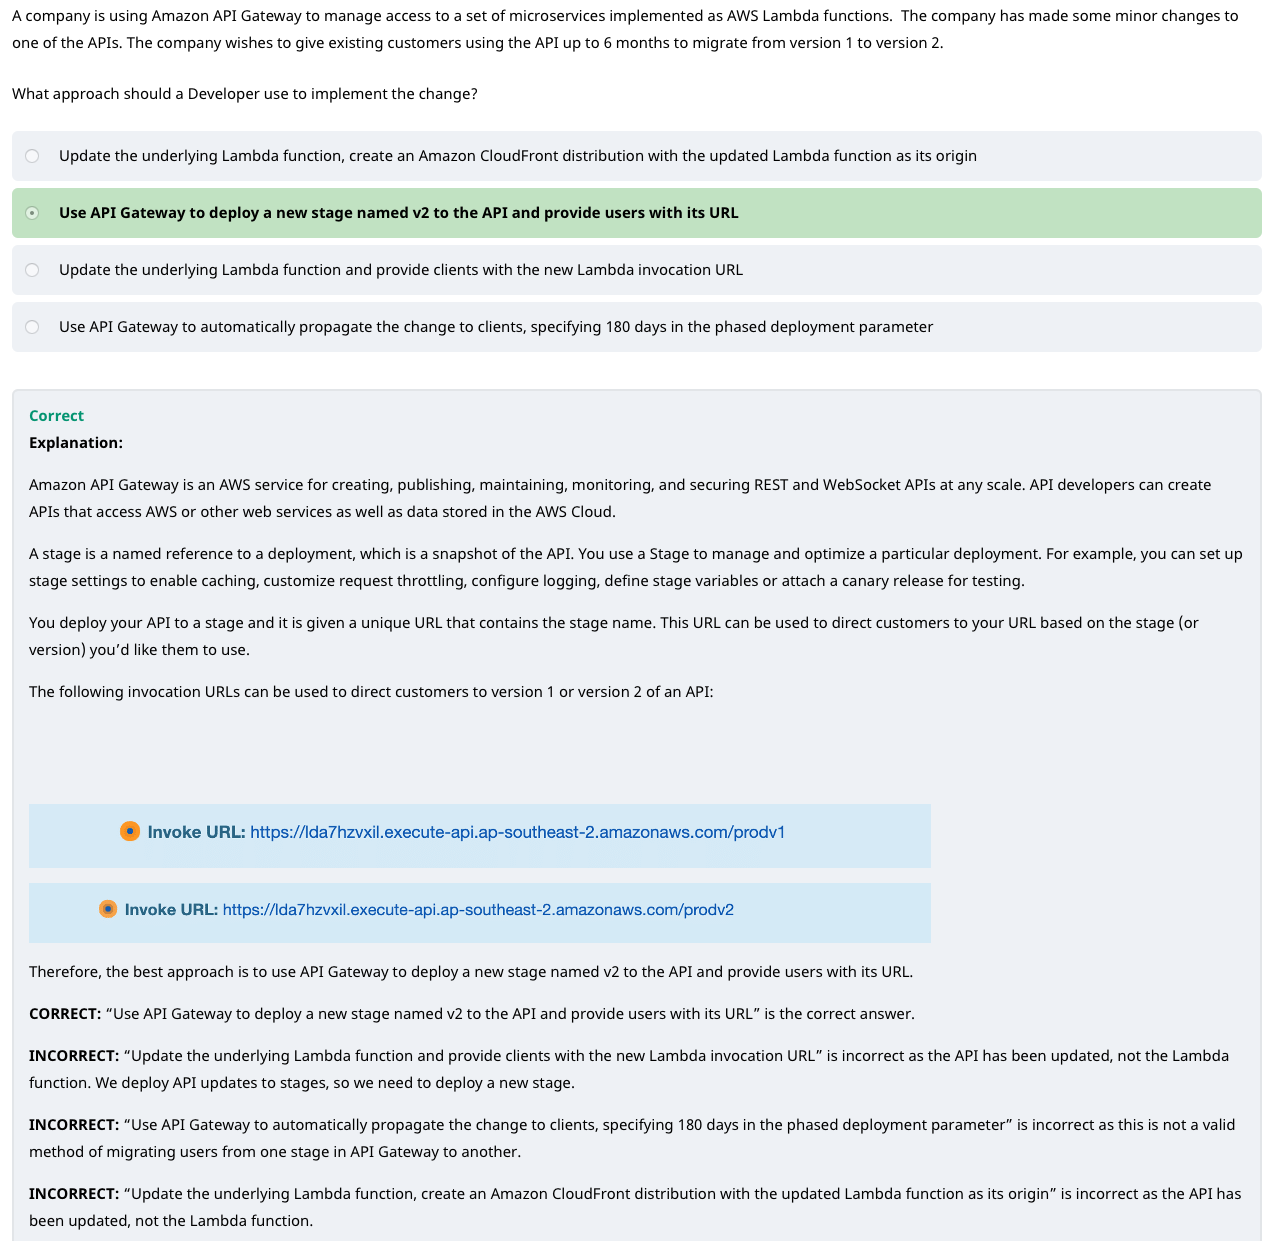 A company is using Amazon API Gateway to manage access to a set of microservices implemented as AWS Lambda functions.  The company has made some minor changes to
one of the APIs. The company wishes to give existing customers using the API up to 6 months to migrate from version 1 to version 2.
What approach should a Developer use to implement the change?
Update the underlying Lambda function, create an Amazon CloudFront distribution with the updated Lambda function as its origin
Use API Gateway to deploy a new stage named v2 to the API and provide users with its URL
Update the underlying Lambda function and provide clients with the new Lambda invocation URL
Use API Gateway to automatically propagate the change to clients, specifying 180 days in the phased deployment parameter
Correct
Explanation:
Amazon API Gateway is an AWS service for creating, publishing, maintaining, monitoring, and securing REST and WebSocket APIs at any scale. API developers can create
APIs that access AWS or other web services as well as data stored in the AWS Cloud.
A stage is a named reference to a deployment, which is a snapshot of the API. You use a Stage to manage and optimize a particular deployment. For example, you can set up
stage settings to enable caching, customize request throttling, configure logging, define stage variables or attach a canary release for testing.
You deploy your API to a stage and it is given a unique URL that contains the stage name. This URL can be used to direct customers to your URL based on the stage (or
version) you’d like them to use.
The following invocation URLs can be used to direct customers to version 1 or version 2 of an API:
Invoke URL: https://lda7hzvxil.execute-api.ap-southeast-2.amazonaws.com/prodv1
Invoke URL: https://lda7hzvxil.execute-api.ap-southeast-2.amazonaws.com/prodv2
Therefore, the best approach is to use API Gateway to deploy a new stage named v2 to the API and provide users with its URL.
CORRECT: “Use API Gateway to deploy a new stage named v2 to the API and provide users with its URL” is the correct answer.
INCORRECT: “Update the underlying Lambda function and provide clients with the new Lambda invocation URL” is incorrect as the API has been updated, not the Lambda
function. We deploy API updates to stages, so we need to deploy a new stage.
INCORRECT: “Use API Gateway to automatically propagate the change to clients, specifying 180 days in the phased deployment parameter” is incorrect as this is not a valid
method of migrating users from one stage in API Gateway to another.
INCORRECT: “Update the underlying Lambda function, create an Amazon CloudFront distribution with the updated Lambda function as its origin” is incorrect as the API has
been updated, not the Lambda function.